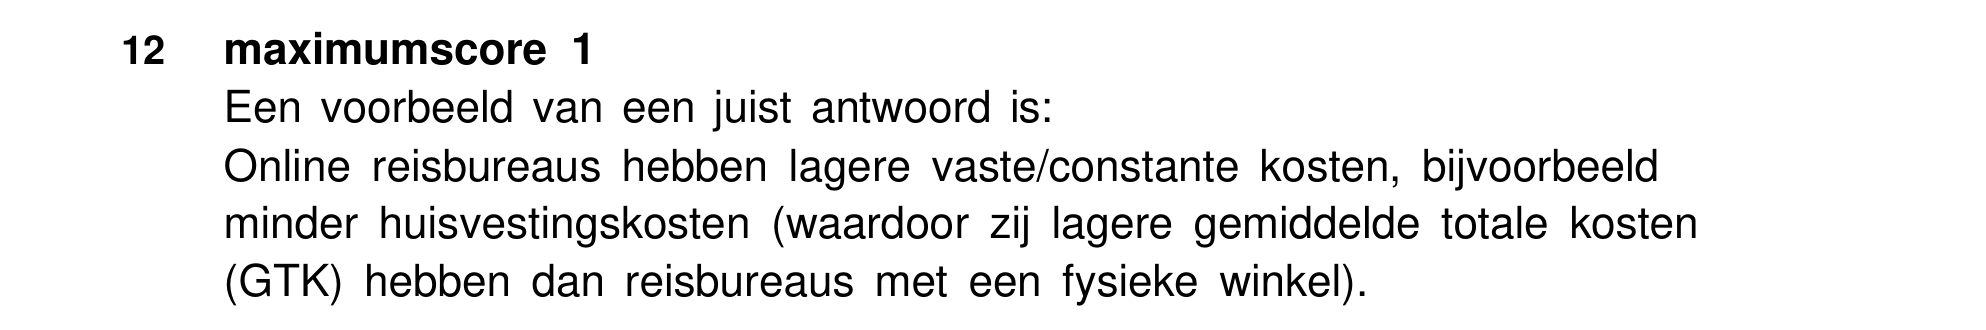 12 maximumscore 1
Een voorbeeld van een juist antwoord is:
Online reisbureaus hebben lagere vaste/constante kosten, bijvoorbeeld
minder huisvestingskosten (waardoor zij lagere gemiddelde totale kosten
(GTK) hebben dan reisbureaus met een fysieke winkel).